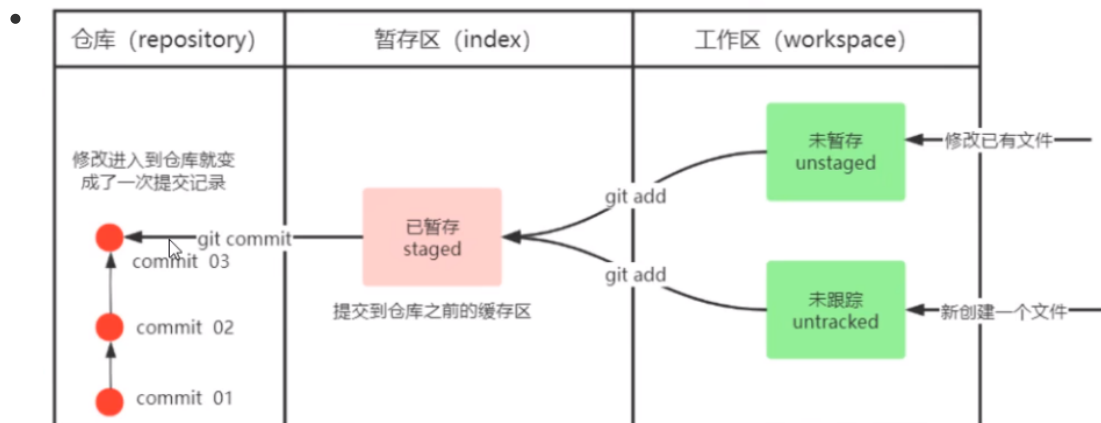 仓库（repository）
暂存区（index）
工作区（workspace）
修改进入到仓库就变
成了一次提交记录
未暂存
unstaged
修改已有文件
git add
已暂存
staged
git commit
commit 03
git add
提交到仓库之前的缓存区
未跟踪
untracked
新创建一个文件
commit 02
commit 01